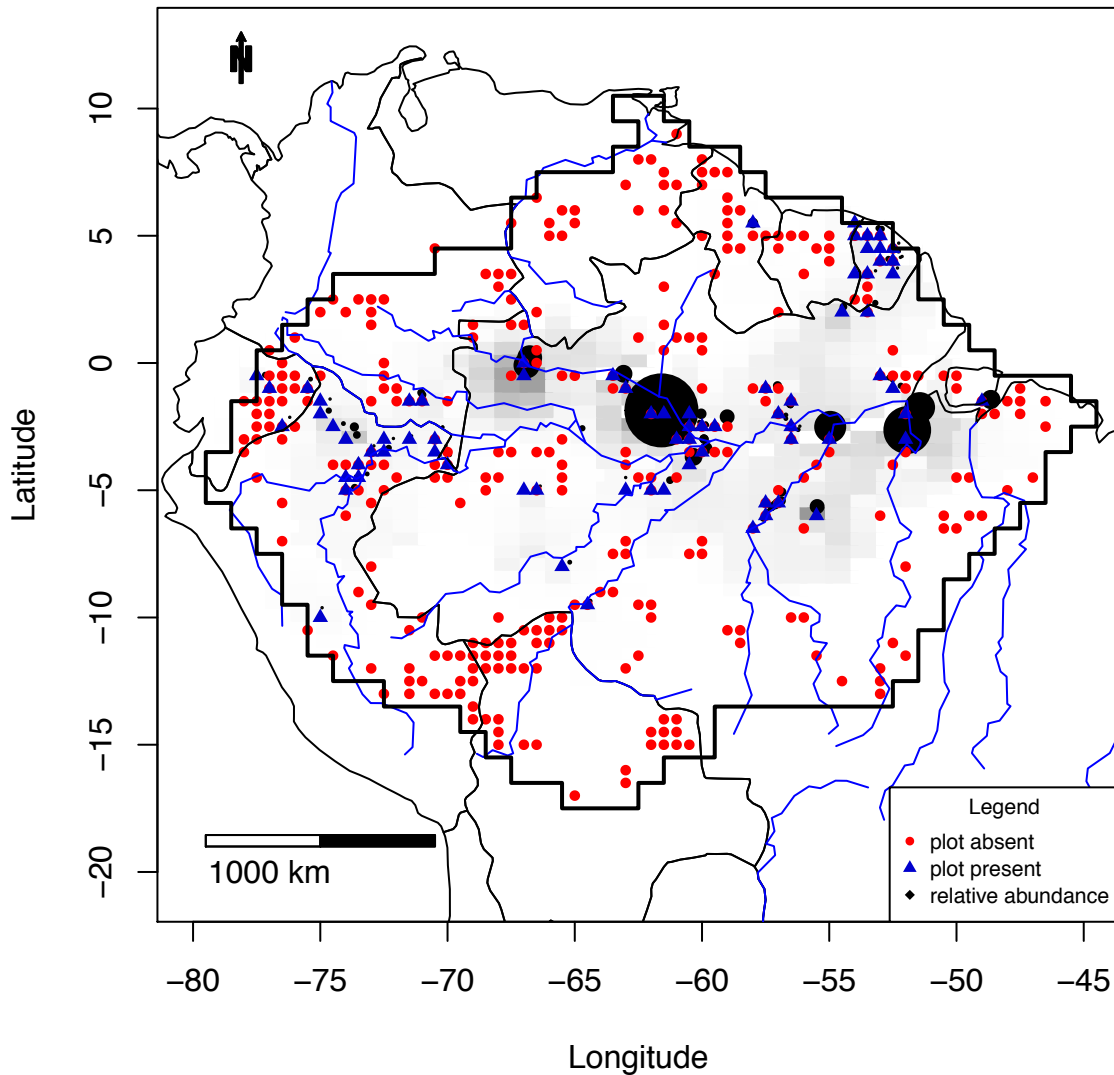 N
10
5
0
−5
−10
−15
−20
Latitude
1000 km
Legend
plot absent
plot present
relative abundance
−80 −75 −70 −65 −60 −55 −50 −45
Longitude